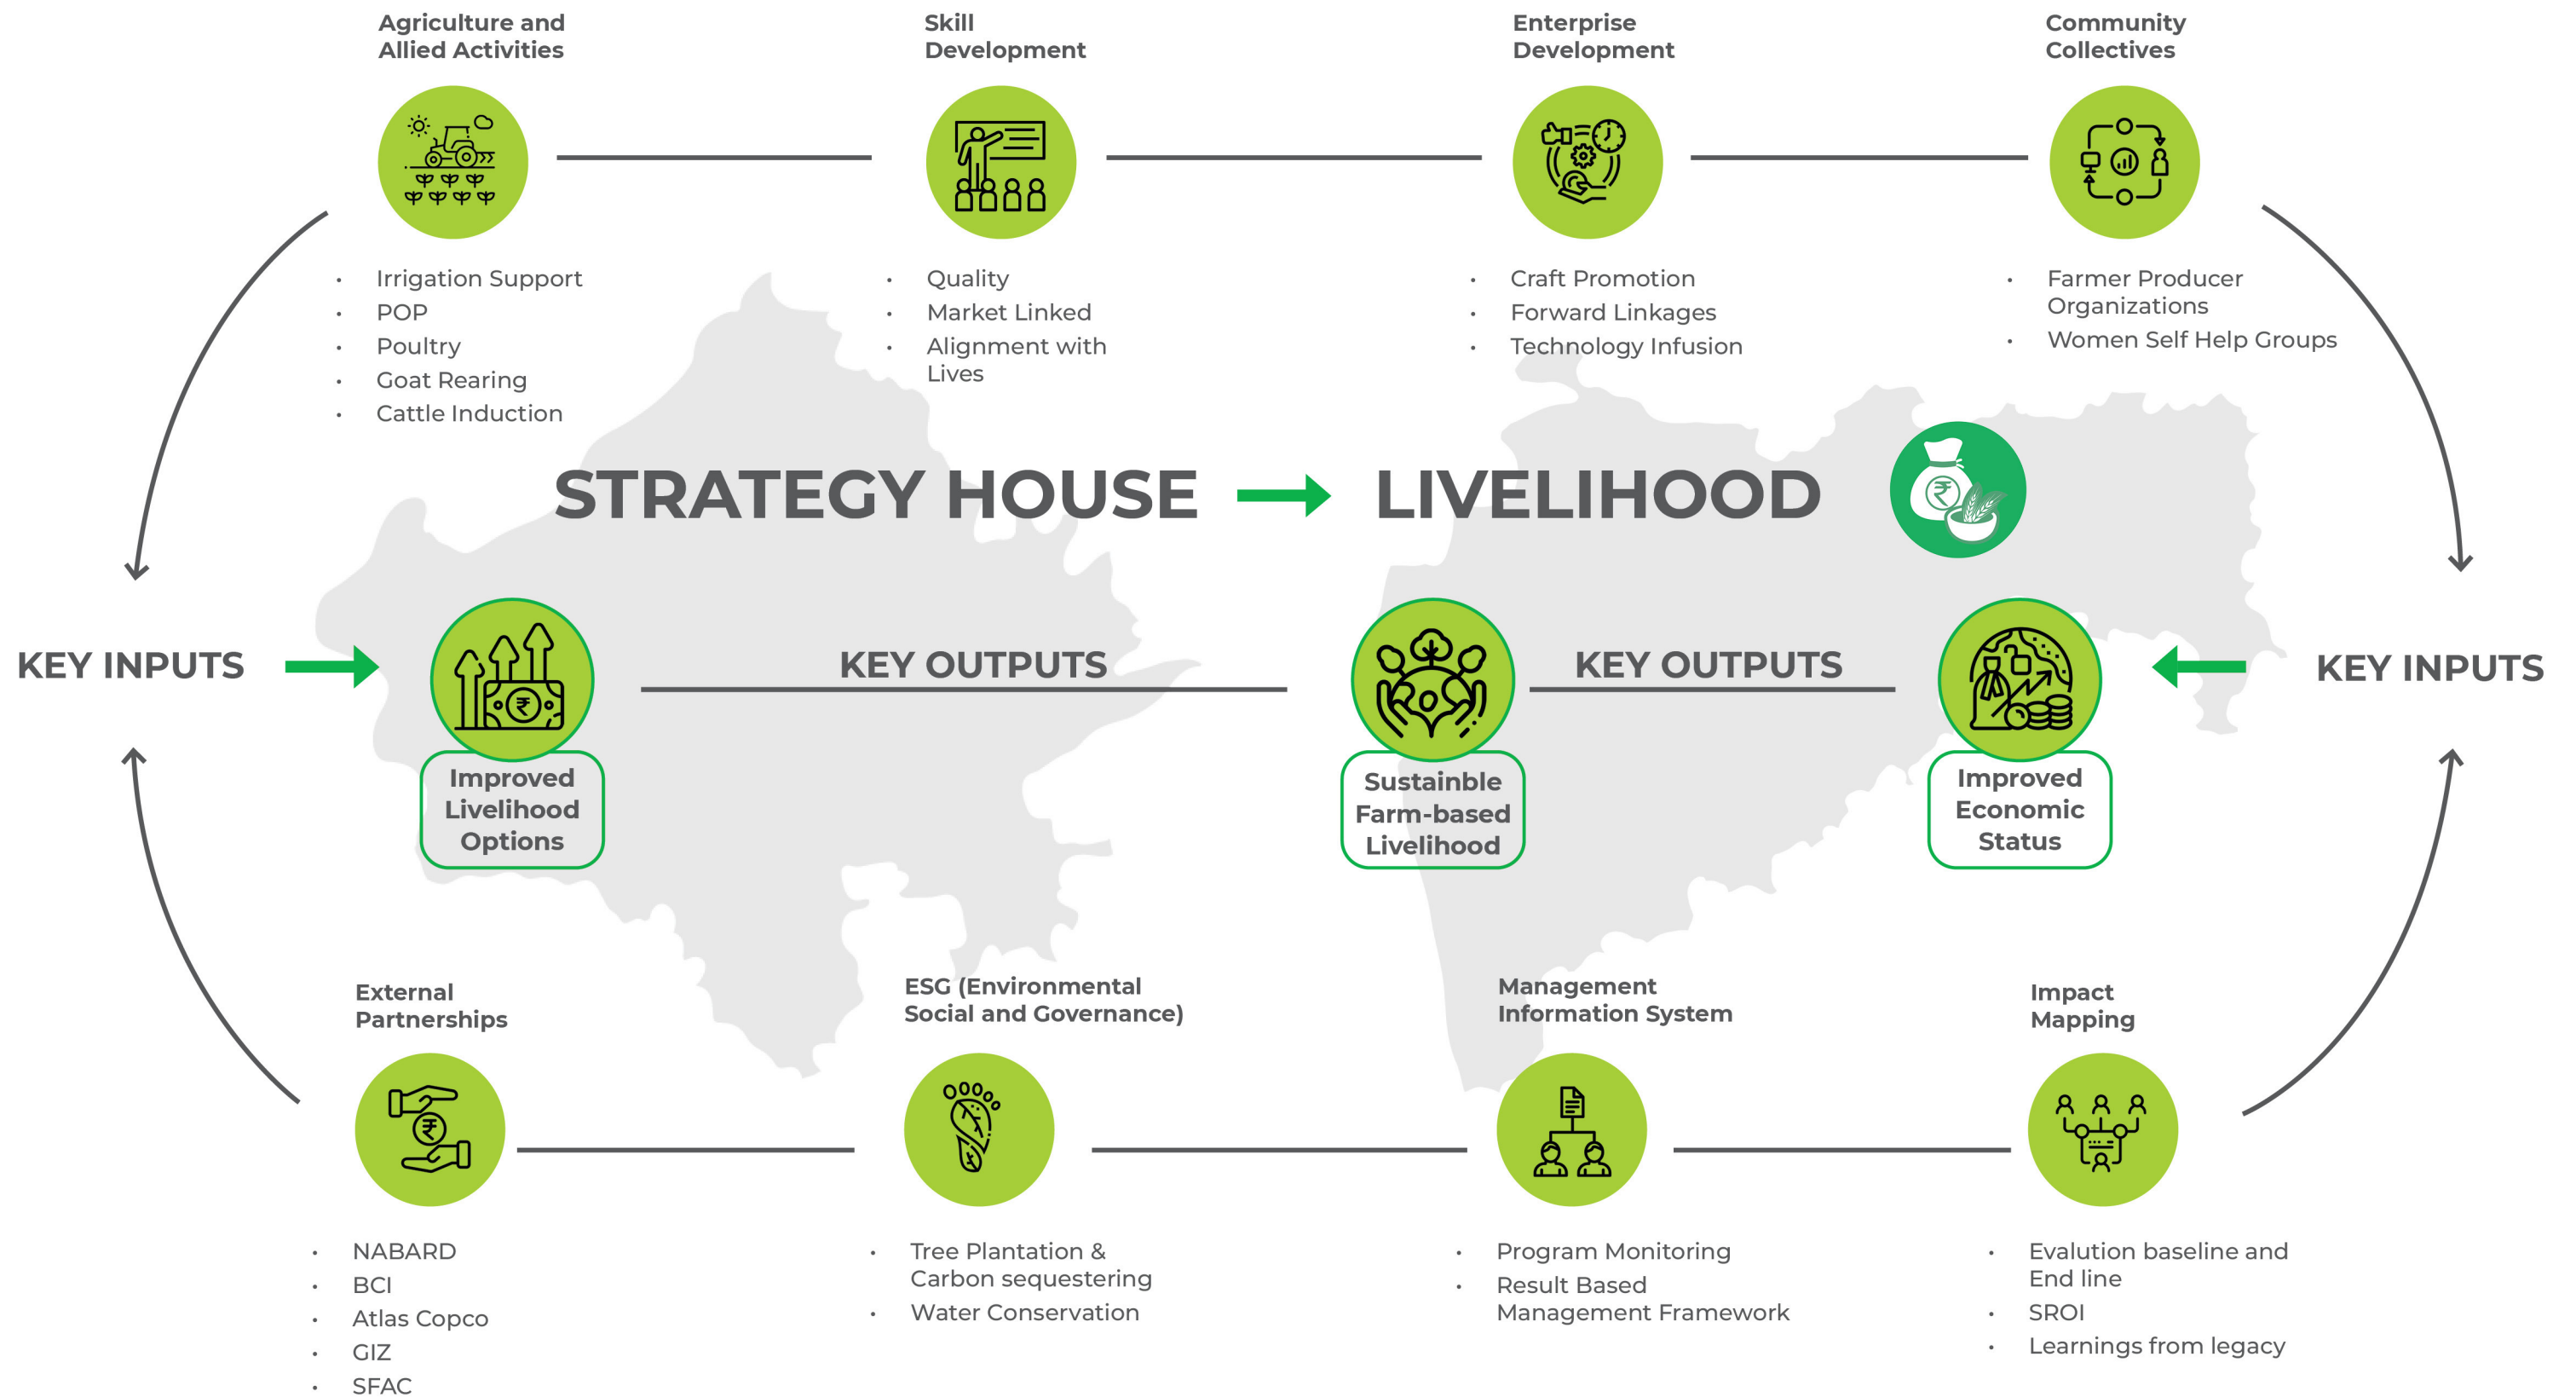 Agriculture and
Allied Activities
Skill
Development
Enterprise
Development
Community
Collectives
• Irrigation Support
• POP
• Poultry
• Goat Rearing
• Cattle Induction
• Quality
• Market Linked
• Alignment with
Lives
• Craft Promotion
• Forward Linkages
• Technology Infusion
• Farmer Producer
Organizations
• Women Self Help Groups
STRATEGY HOUSE → LIVELIHOOD
₹
KEY INPUTS
₹
KEY OUTPUTS
KEY OUTPUTS
KEY INPUTS
Improved
Livelihood
Options
Sustainble
Farm-based
Livelihood
Improved
Economic
Status
External
Partnerships
ESG (Environmental
Social and Governance)
Management
Information System
Impact
Mapping
₹
• NABARD
• BCI
• Atlas Copco
• GIZ
• SFAC
• Tree Plantation &
Carbon sequestering
• Water Conservation
• Program Monitoring
• Result Based
Management Framework
• Evalution baseline and
End line
• SROI
• Learnings from legacy